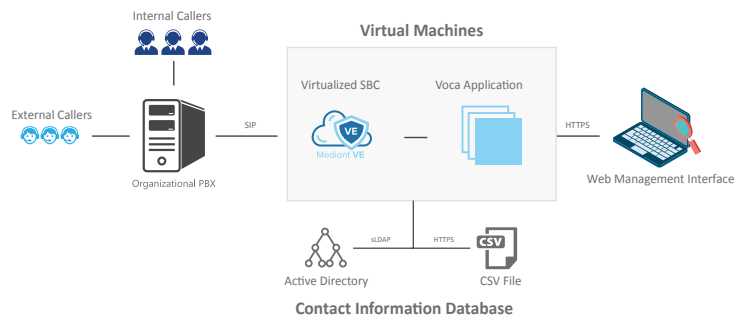 Internal Callers
Virtual Machines
External Callers
Virtualized SBC
Voca Application
SIP
VE
Mediant VE
HTTPS
Organizational PBX
Web Management Interface
sLDAP
HTTPS
CSV
Active Directory
CSV File
Contact Information Database